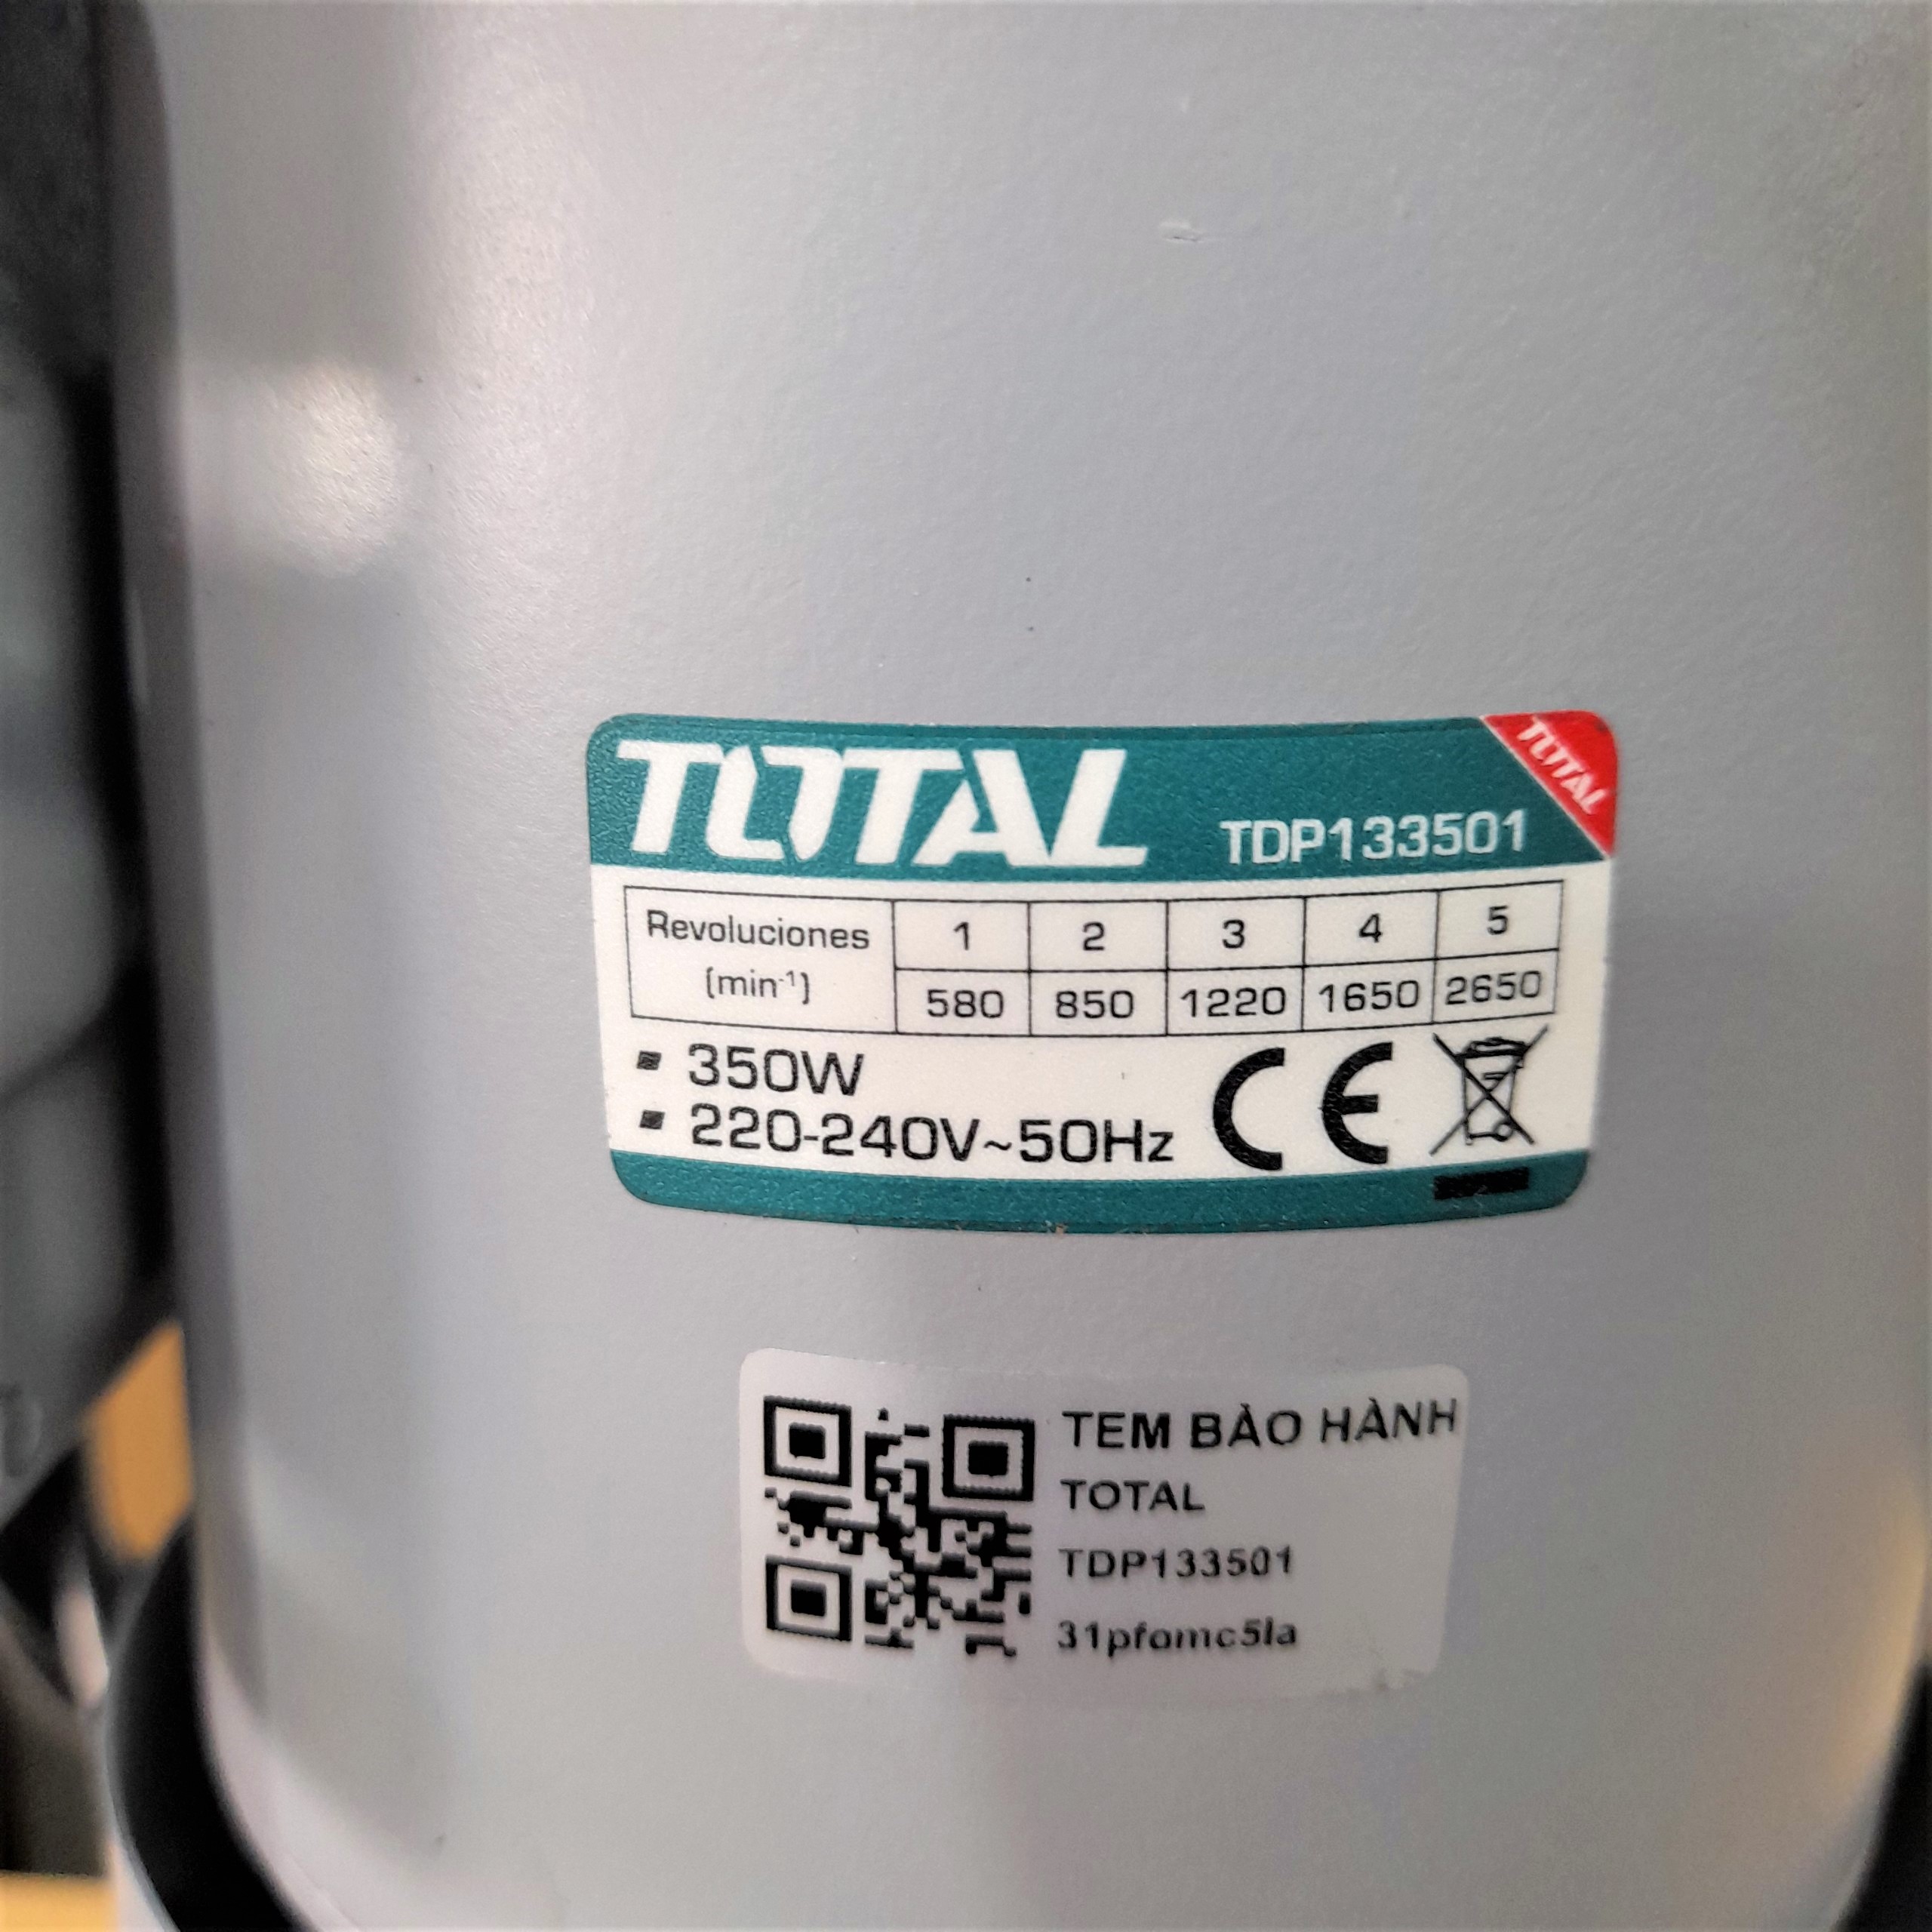 TOTAL
TOTAL
TDP133501
Revoluciones 1 2 3 4 5
(min-1) 580 850 1220 1650 2650
350W
220-240V~50Hz
CE
TEM BẢO HÀNH
TOTAL
TDP133501
31pfomc5la